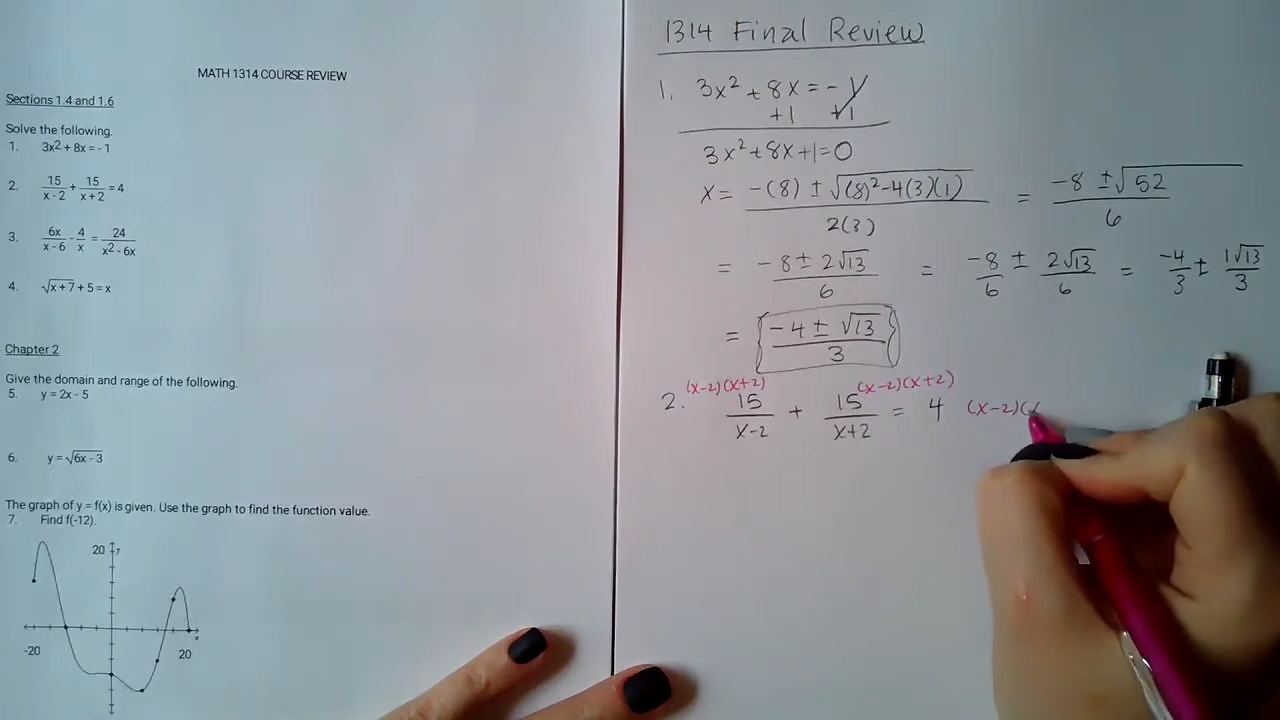 MATH 1314 COURSE REVIEW
Sections 1.4 and 1.6
Solve the following.
1. 3x² + 8x = - 1
2. 15/(x - 2) + 15/(x + 2) = 4
3. 6x/(x - 6) - 4/x = 24/(x² - 6x)
4. √(x + 7) + 5 = x
Chapter 2
Give the domain and range of the following.
5. y = 2x - 5
6. y = √(6x - 3)
The graph of y = f(x) is given. Use the graph to find the function value.
7. Find f(-12).
20 y
-20 20 x
1314 Final Review
1. 3x² + 8x = - 1
+1 +1
3x² + 8x + 1 = 0
x = (-(8) ± √((8)² - 4(3)(1)))/(2(3)) = (-8 ± √52)/6
= (-8 ± 2√13)/6 = -8/6 ± 2√13/6 = -4/3 ± 1√13/3
= {(-4 ± √13)/3}
(x-2)(x+2) (x-2)(x+2)
2. 15/(x-2) + 15/(x+2) = 4 (x-2)(